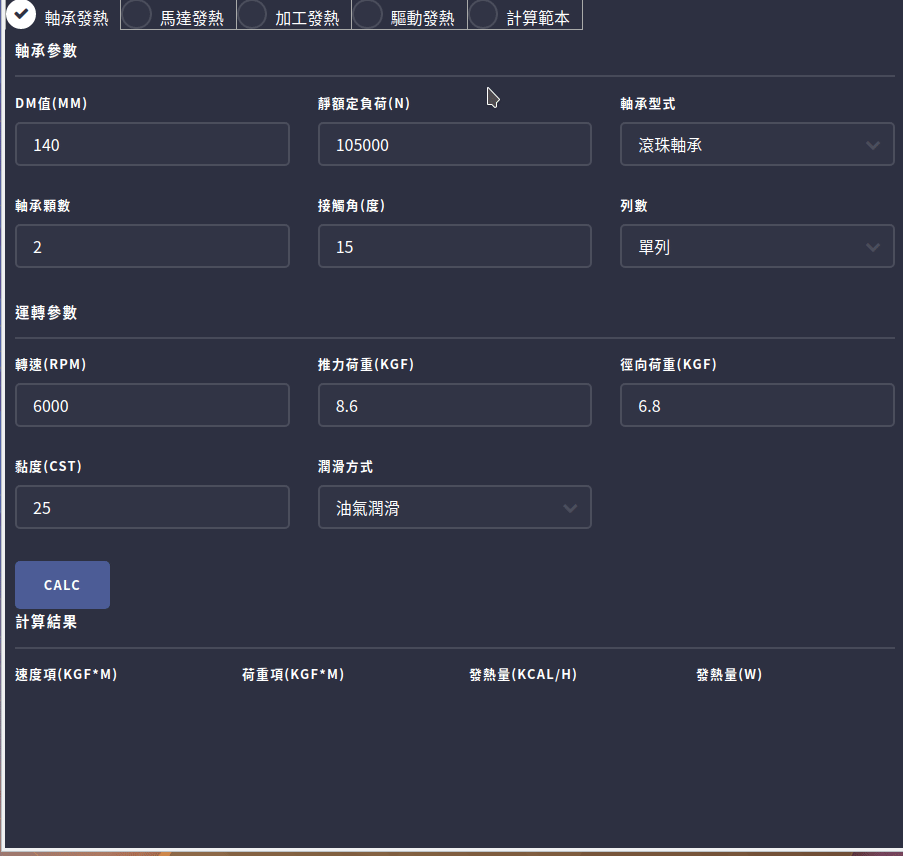 軸承發熱 馬達發熱 加工發熱 驅動發熱 計算範本
軸承參數
DM值(MM) 靜額定負荷(N) 軸承型式
140 105000 滾珠軸承
軸承顆數 接觸角(度) 列數
2 15 單列
運轉參數
轉速(RPM) 推力荷重(KGF) 徑向荷重(KGF)
6000 8.6 6.8
黏度(CST) 潤滑方式
25 油氣潤滑
CALC
計算結果
速度項(KGF*M) 荷重項(KGF*M) 發熱量(KCAL/H) 發熱量(W)